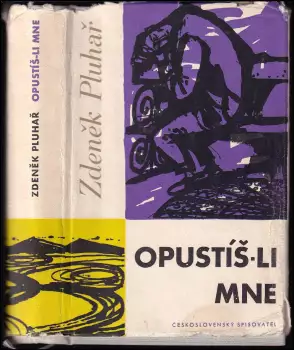 ZDENĚK PLUHAŘ OPUSTÍŠ-LI MNE
Zdeněk Pluhař
OPUSTÍŠ-LI
MNE
ČESKOSLOVENSKÝ SPISOVATEL